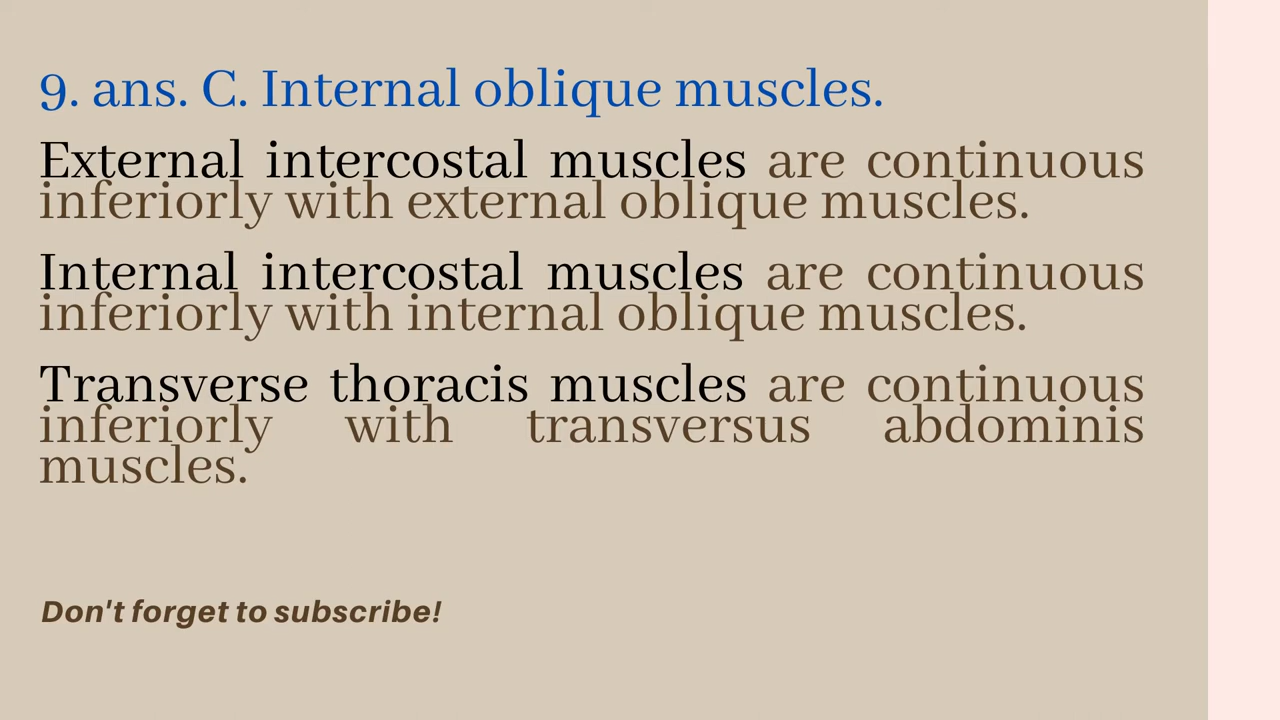 9. ans. C. Internal oblique muscles.
External intercostal muscles are continuous
inferiorly with external oblique muscles.
Internal intercostal muscles are continuous
inferiorly with internal oblique muscles.
Transverse thoracis muscles are continuous
inferiorly with transversus abdominis
muscles.
Don't forget to subscribe!